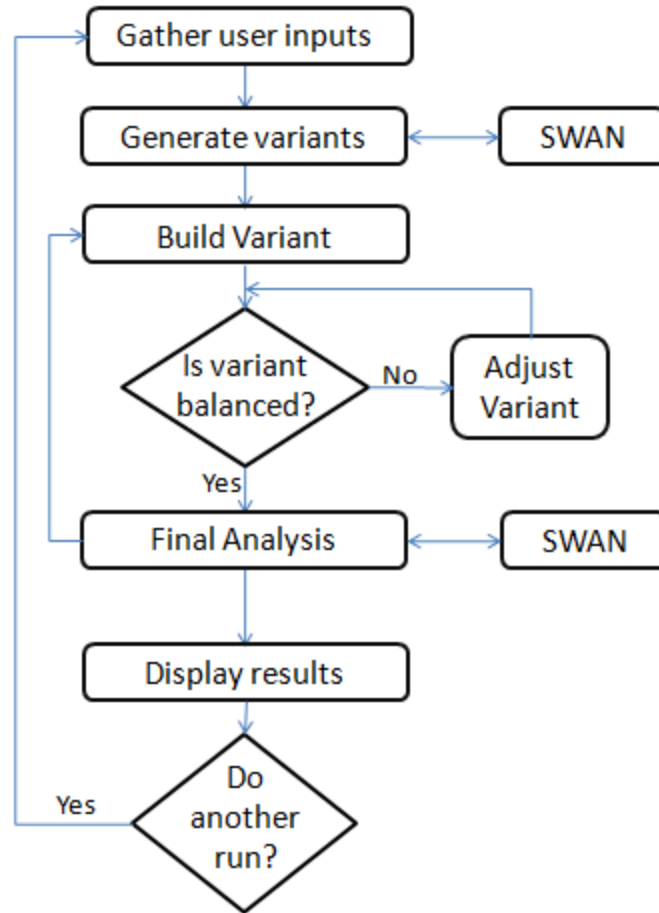 Gather user inputs
Generate variants
SWAN
Build Variant
Is variant
balanced?
No
Adjust
Variant
Yes
Final Analysis
SWAN
Display results
Do
another
run?
Yes